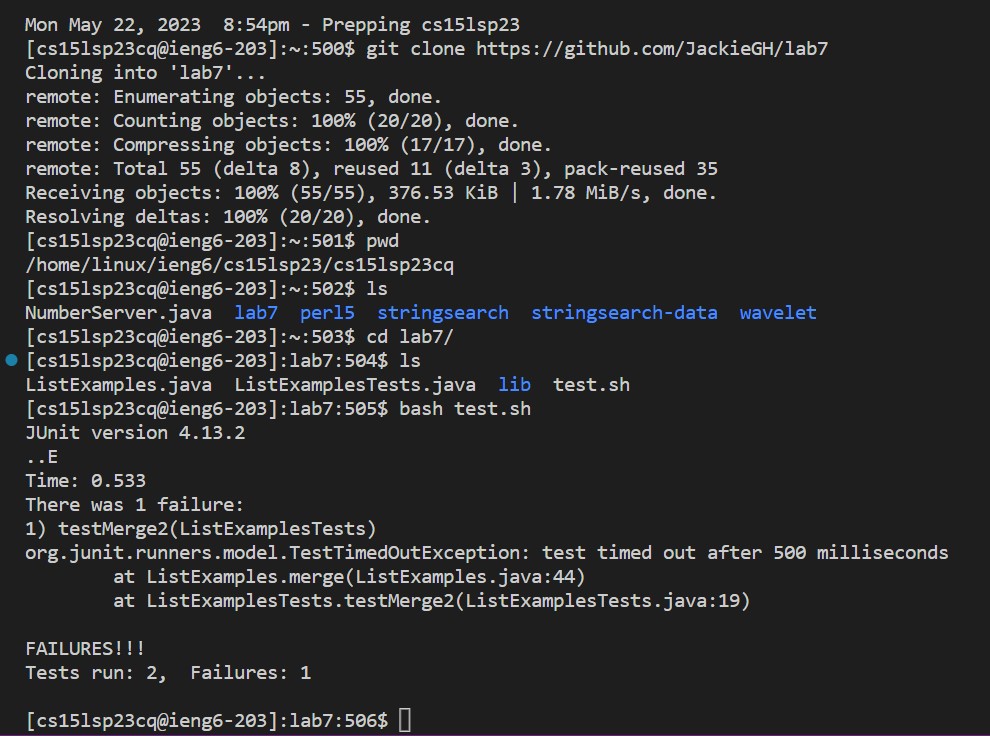 Mon May 22, 2023  8:54pm - Prepping cs15lsp23
[cs15lsp23cq@ieng6-203]:~:500$ git clone https://github.com/JackieGH/lab7
Cloning into 'lab7'...
remote: Enumerating objects: 55, done.
remote: Counting objects: 100% (20/20), done.
remote: Compressing objects: 100% (17/17), done.
remote: Total 55 (delta 8), reused 11 (delta 3), pack-reused 35
Receiving objects: 100% (55/55), 376.53 KiB | 1.78 MiB/s, done.
Resolving deltas: 100% (20/20), done.
[cs15lsp23cq@ieng6-203]:~:501$ pwd
/home/linux/ieng6/cs15lsp23/cs15lsp23cq
[cs15lsp23cq@ieng6-203]:~:502$ ls
NumberServer.java  lab7  perl5  stringsearch  stringsearch-data  wavelet
[cs15lsp23cq@ieng6-203]:~:503$ cd lab7/
[cs15lsp23cq@ieng6-203]:lab7:504$ ls
ListExamples.java  ListExamplesTests.java  lib  test.sh
[cs15lsp23cq@ieng6-203]:lab7:505$ bash test.sh
JUnit version 4.13.2
..E
Time: 0.533
There was 1 failure:
1) testMerge2(ListExamplesTests)
org.junit.runners.model.TestTimedOutException: test timed out after 500 milliseconds
        at ListExamples.merge(ListExamples.java:44)
        at ListExamplesTests.testMerge2(ListExamplesTests.java:19)

FAILURES!!!
Tests run: 2,  Failures: 1

[cs15lsp23cq@ieng6-203]:lab7:506$